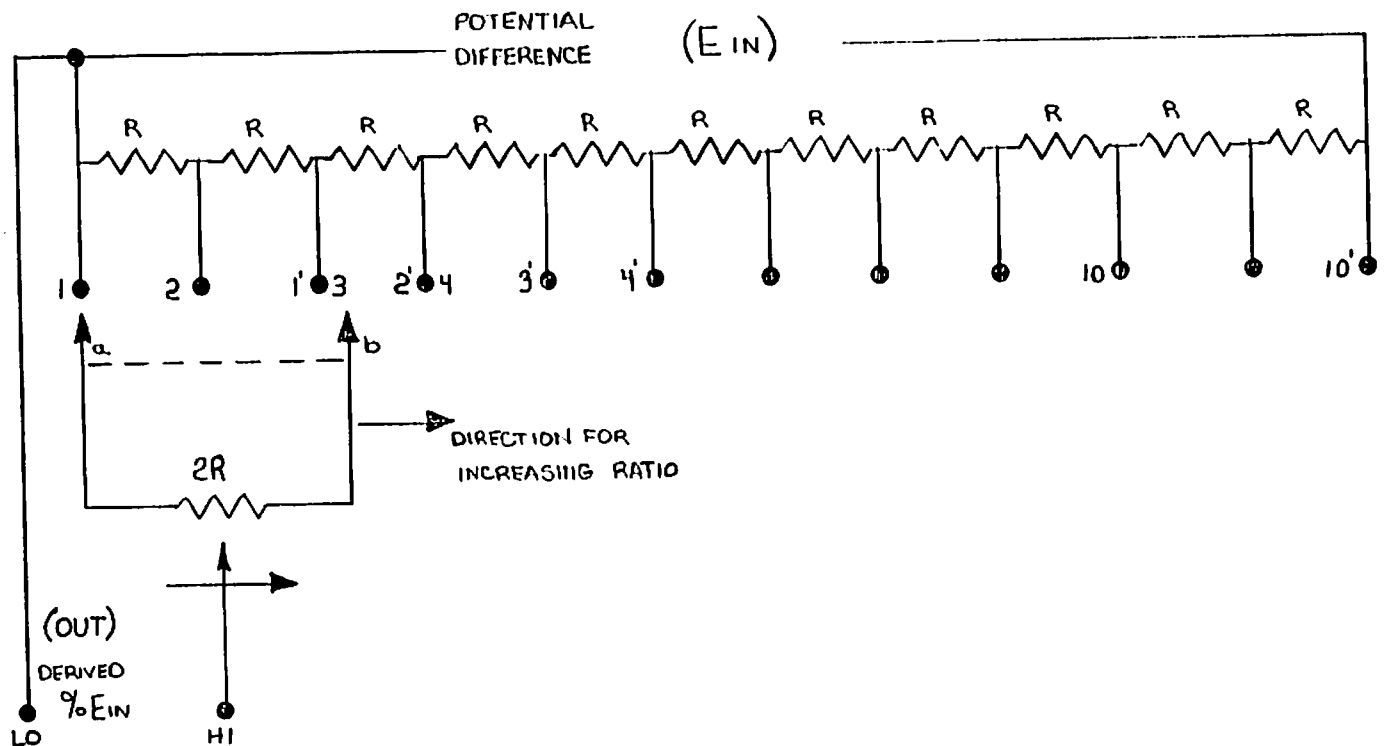 POTENTIAL
DIFFERENCE
(E IN)
R R R R R R R R R R R
1 2 1' 3 2' 4 3' 4' 10 10'
a b
DIRECTION FOR
INCREASING RATIO
2R
(OUT)
DERIVED
%EIN
LO HI